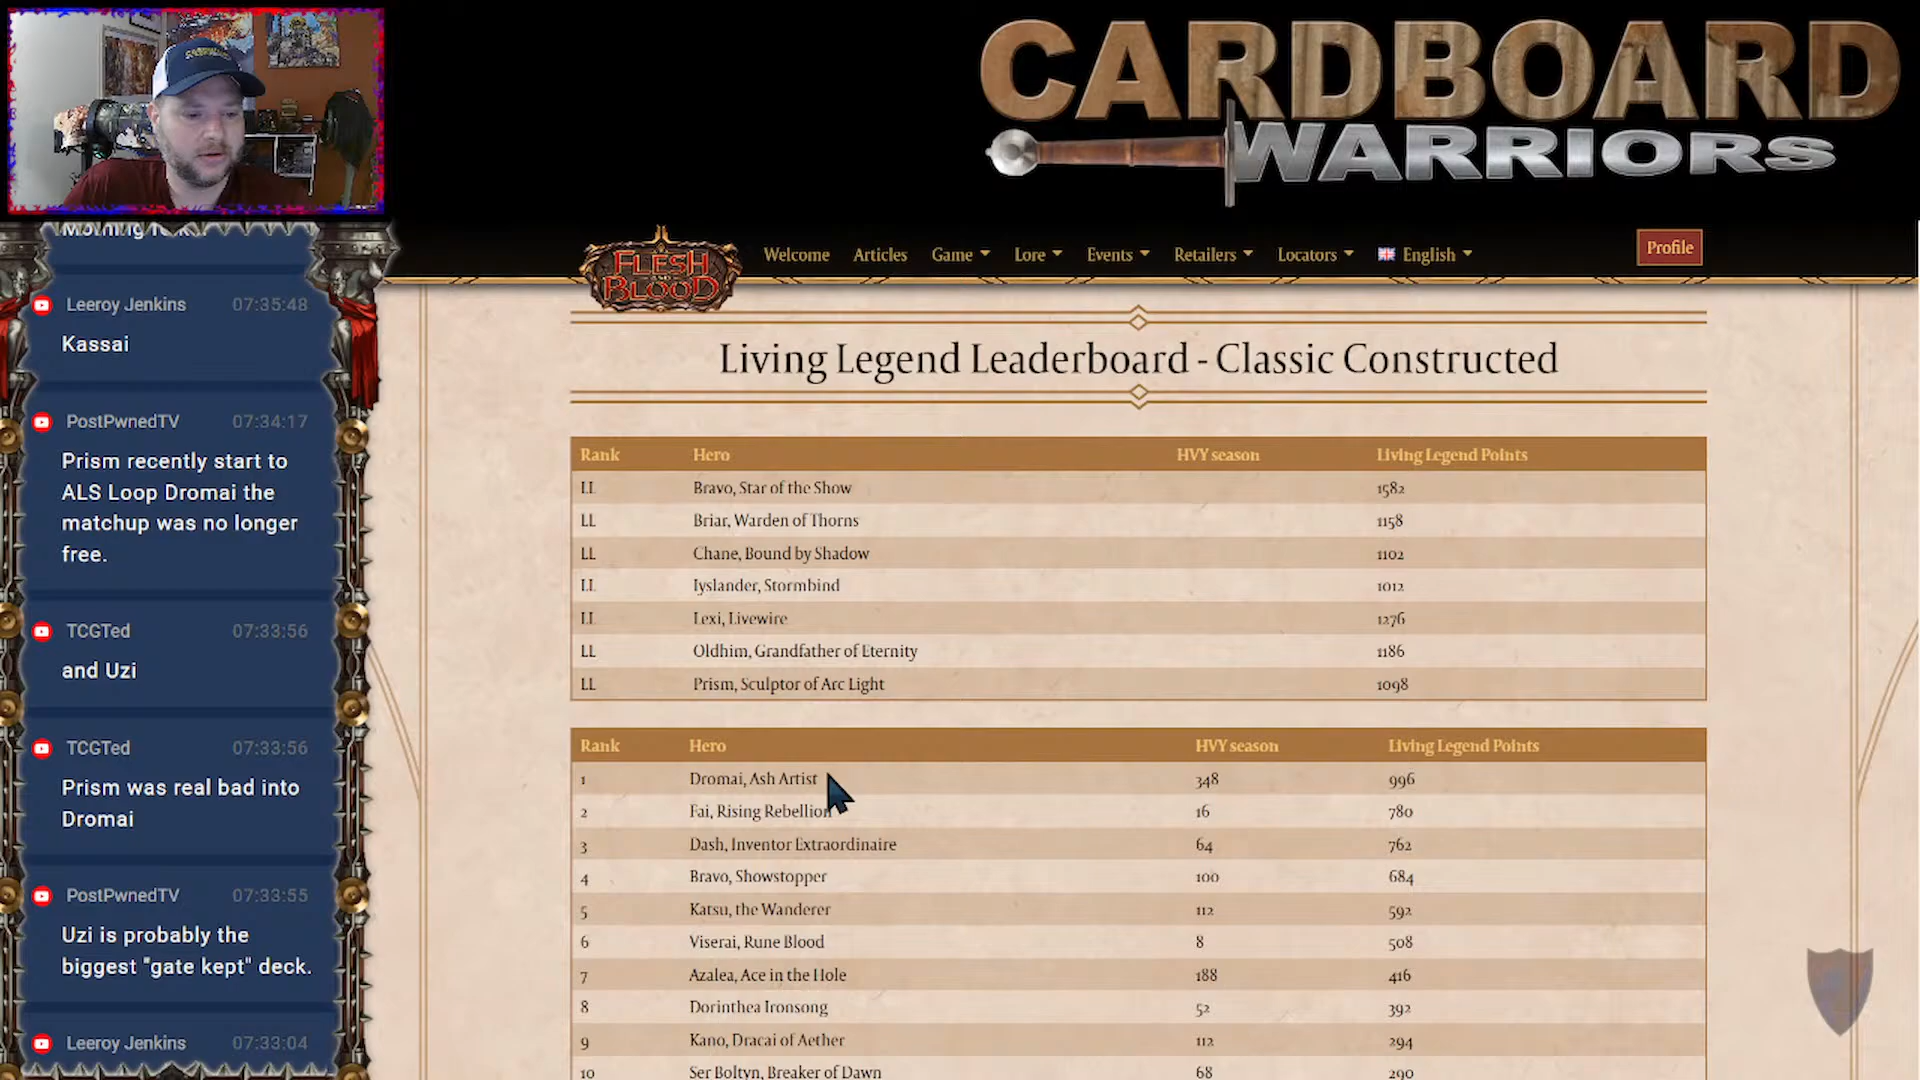 CARDBOARD
WARRIORS
FLESH
AND
BLOOD
Welcome
Articles
Game
Lore
Events
Retailers
Locators
English
Profile
Leeroy Jenkins 07:35:48
Kassai
PostPwnedTV 07:34:17
Prism recently start to
ALS Loop Dromai the
matchup was no longer
free.
TCGTed 07:33:56
and Uzi
TCGTed 07:33:56
Prism was real bad into
Dromai
PostPwnedTV 07:33:55
Uzi is probably the
biggest "gate kept" deck.
Leeroy Jenkins 07:33:04
Living Legend Leaderboard - Classic Constructed
Rank Hero HVY season Living Legend Points
LL Bravo, Star of the Show 1582
LL Briar, Warden of Thorns 1158
LL Chane, Bound by Shadow 1102
LL Iyslander, Stormbind 1012
LL Lexi, Livewire 1276
LL Oldhim, Grandfather of Eternity 1186
LL Prism, Sculptor of Arc Light 1098
Rank Hero HVY season Living Legend Points
1 Dromai, Ash Artist 348 996
2 Fai, Rising Rebellion 16 780
3 Dash, Inventor Extraordinaire 64 762
4 Bravo, Showstopper 100 684
5 Katsu, the Wanderer 112 592
6 Viserai, Rune Blood 8 508
7 Azalea, Ace in the Hole 188 416
8 Dorinthea Ironsong 52 392
9 Kano, Dracai of Aether 112 294
10 Ser Boltyn, Breaker of Dawn 68 290